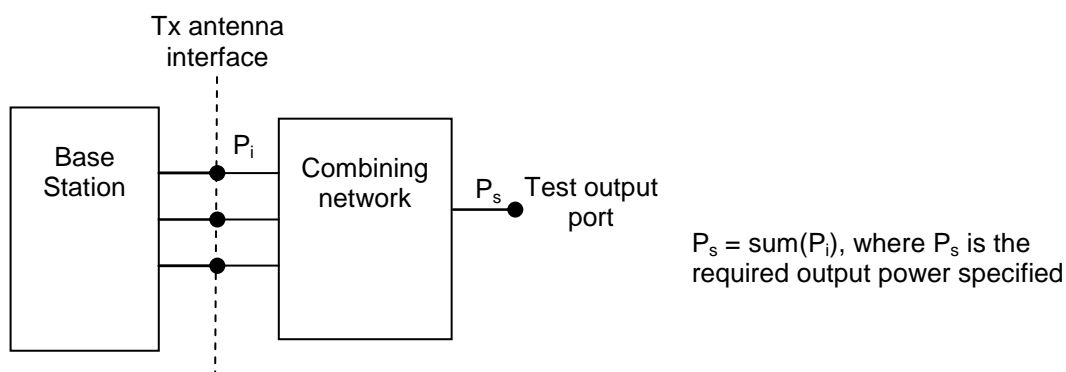 Tx antenna
interface
Base
Station
P_i
Combining
network
P_s
Test output
port
P_s = sum(P_i), where P_s is the
required output power specified